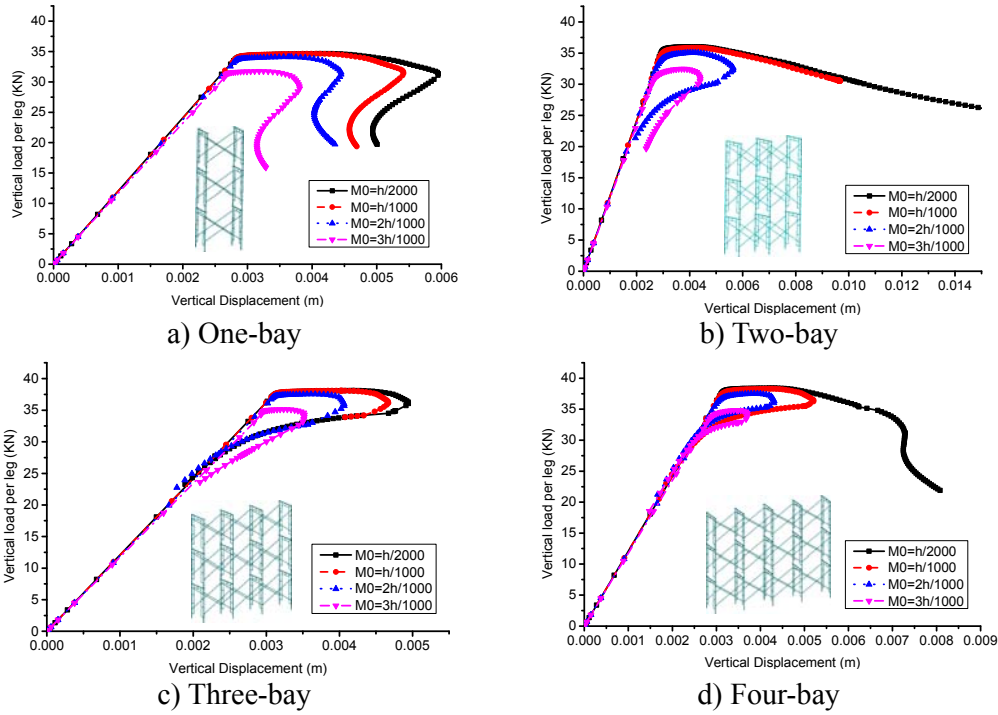 Vertical load per leg (KN)
40
35
30
25
20
15
10
5
0
M0=h/2000
M0=h/1000
M0=2h/1000
M0=3h/1000
0.000 0.001 0.002 0.003 0.004 0.005 0.006
Vertical Displacement (m)
a) One-bay
Vertical load per leg (KN)
40
35
30
25
20
15
10
5
0
M0=h/2000
M0=h/1000
M0=2h/1000
M0=3h/1000
0.000 0.002 0.004 0.006 0.008 0.010 0.012 0.014
Vertical Displacement (m)
b) Two-bay
Vertical load per leg (KN)
40
35
30
25
20
15
10
5
0
M0=h/2000
M0=h/1000
M0=2h/1000
M0=3h/1000
0.000 0.001 0.002 0.003 0.004 0.005
Vertical Displacement (m)
c) Three-bay
Vertical load per leg (KN)
40
35
30
25
20
15
10
5
0
M0=h/2000
M0=h/1000
M0=2h/1000
M0=3h/1000
0.000 0.001 0.002 0.003 0.004 0.005 0.006 0.007 0.008 0.009
Vertical Displacement (m)
d) Four-bay